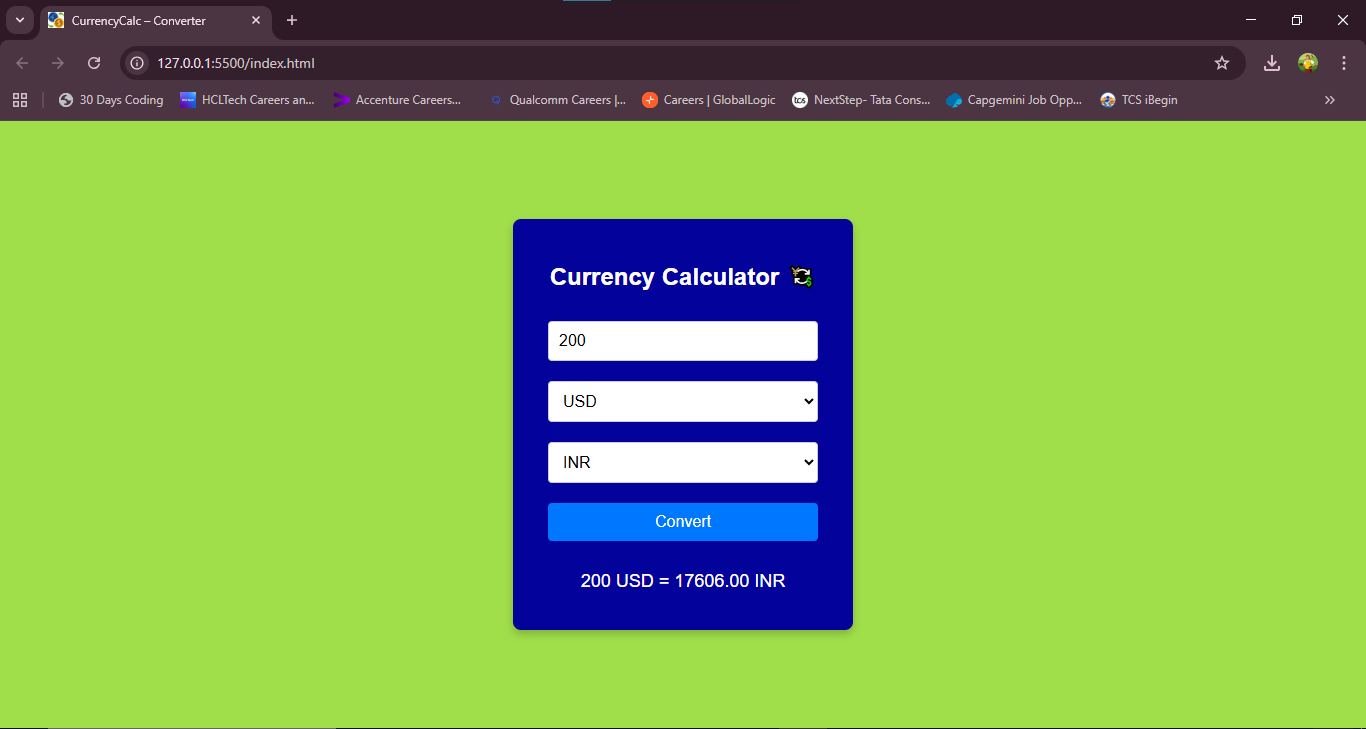 CurrencyCalc – Converter
127.0.0.1:5500/index.html
30 Days Coding
HCLTech Careers an...
Accenture Careers...
Qualcomm Careers |...
Careers | GlobalLogic
tcs
NextStep- Tata Cons...
Capgemini Job Opp...
TCS iBegin
Currency Calculator
200
USD
INR
Convert
200 USD = 17606.00 INR